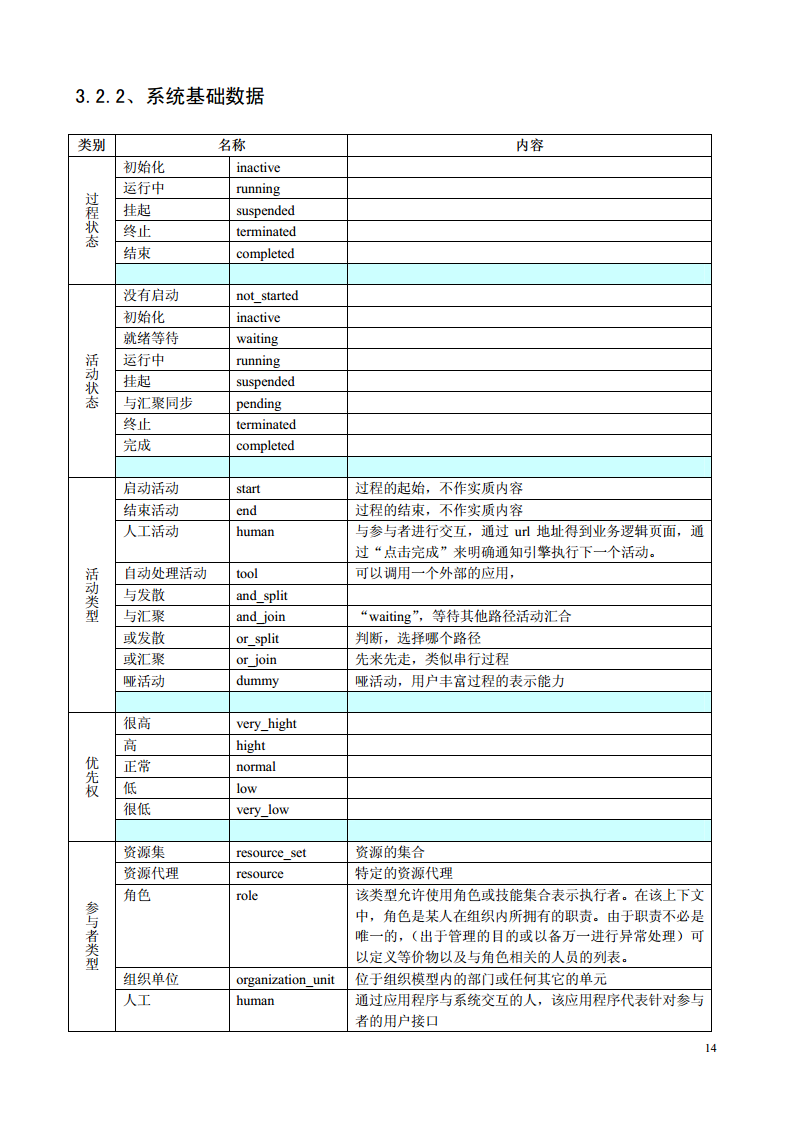 3.2.2、系统基础数据
类别 名称 内容
过程状态
初始化 inactive
运行中 running
挂起 suspended
终止 terminated
结束 completed
活动状态
没有启动 not_started
初始化 inactive
就绪等待 waiting
运行中 running
挂起 suspended
与汇聚同步 pending
终止 terminated
完成 completed
活动类型
启动活动 start 过程的起始，不作实质内容
结束活动 end 过程的结束，不作实质内容
人工活动 human 与参与者进行交互，通过 url 地址得到业务逻辑页面，通
过“点击完成”来明确通知引擎执行下一个活动。
自动处理活动 tool 可以调用一个外部的应用，
与发散 and_split
与汇聚 and_join “waiting”，等待其他路径活动汇合
或发散 or_split 判断，选择哪个路径
或汇聚 or_join 先来先走，类似串行过程
哑活动 dummy 哑活动，用户丰富过程的表示能力
优先权
很高 very_hight
高 hight
正常 normal
低 low
很低 very_low
参与者类型
资源集 resource_set 资源的集合
资源代理 resource 特定的资源代理
角色 role 该类型允许使用角色或技能集合表示执行者。在该上下文
中，角色是某人在组织内所拥有的职责。由于职责不必是
唯一的，（出于管理的目的或以备万一进行异常处理）可
以定义等价物以及与角色相关的人员的列表。
组织单位 organization_unit 位于组织模型内的部门或任何其它的单元
人工 human 通过应用程序与系统交互的人，该应用程序代表针对参与
者的用户接口
14